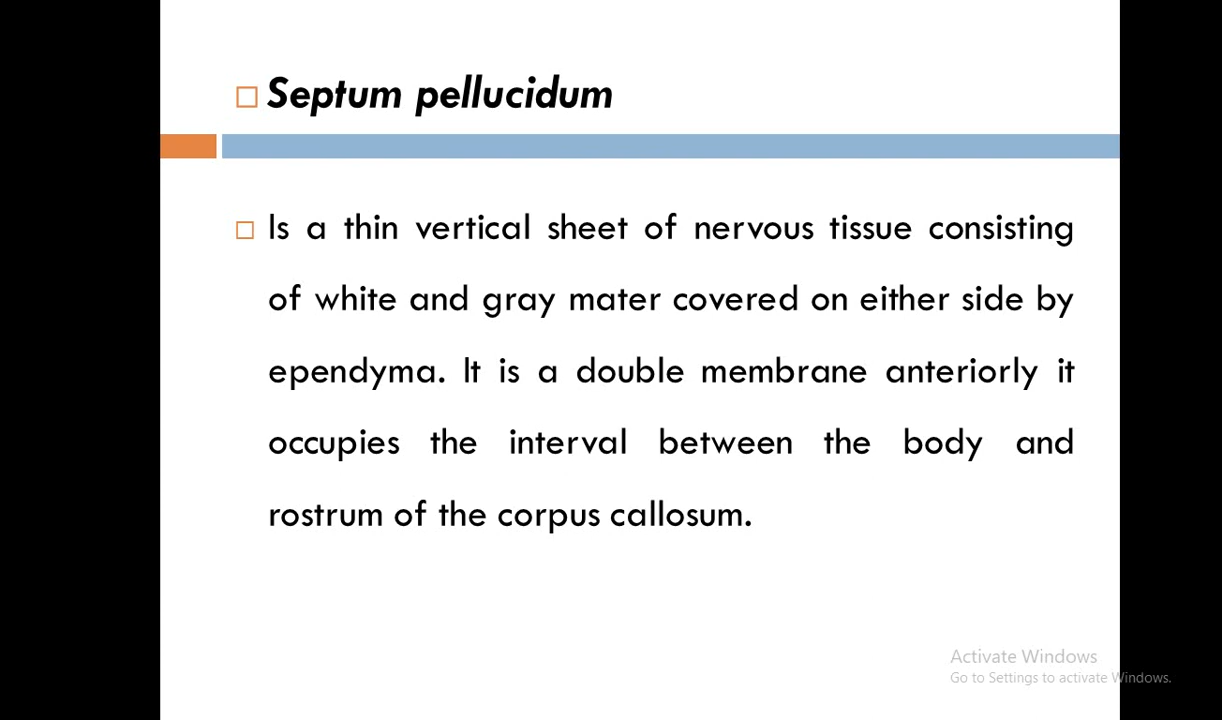 Septum pellucidum
Is a thin vertical sheet of nervous tissue consisting
of white and gray mater covered on either side by
ependyma. It is a double membrane anteriorly it
occupies the interval between the body and
rostrum of the corpus callosum.
Activate Windows
Go to Settings to activate Windows.